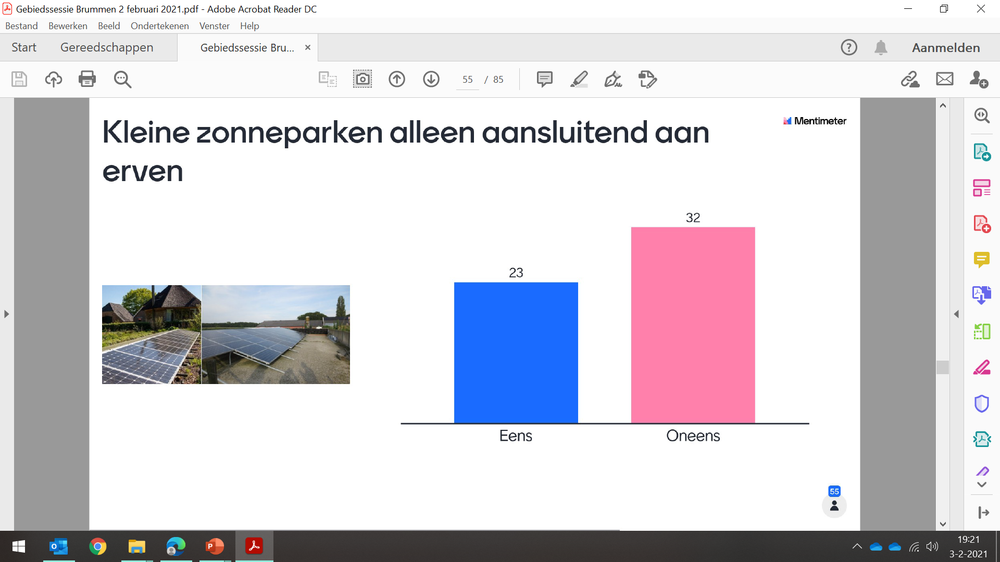 Gebiedssessie Brummen 2 februari 2021.pdf - Adobe Acrobat Reader DC
Bestand Bewerken Beeld Ondertekenen Venster Help
Start Gereedschappen Gebiedssessie Bru... × Aanmelden
55 / 85
Kleine zonneparken alleen aansluitend aan
erven
Mentimeter
32
23
Eens Oneens
55
19:21
3-2-2021